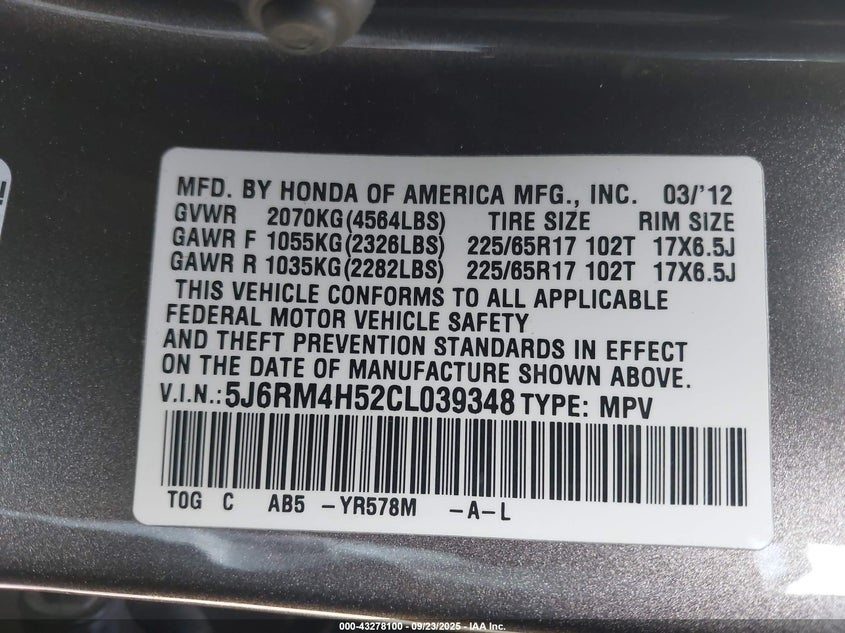 MFD. BY HONDA OF AMERICA MFG., INC. 03/'12
GVWR 2070KG(4564LBS) TIRE SIZE RIM SIZE
GAWR F 1055KG(2326LBS) 225/65R17 102T 17X6.5J
GAWR R 1035KG(2282LBS) 225/65R17 102T 17X6.5J
THIS VEHICLE CONFORMS TO ALL APPLICABLE
FEDERAL MOTOR VEHICLE SAFETY
AND THEFT PREVENTION STANDARDS IN EFFECT
ON THE DATE OF MANUFACTURE SHOWN ABOVE.
V.I.N.: 5J6RM4H52CL039348 TYPE: MPV
TOG C AB5 -YR578M -A-L
000-43278100 - 09/23/2025 - IAA Inc.